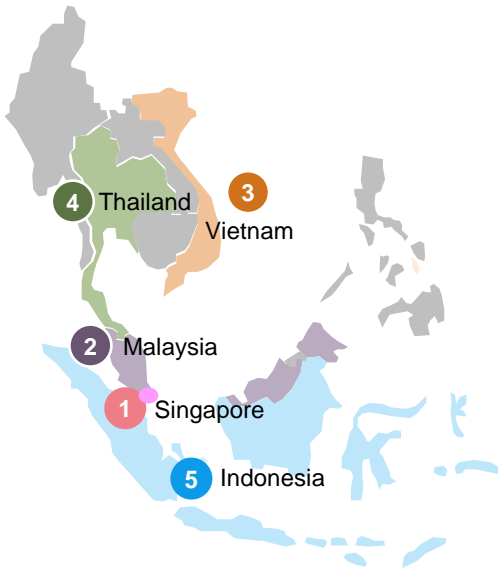 3
4 Thailand
Vietnam
2 Malaysia
1 Singapore
5 Indonesia